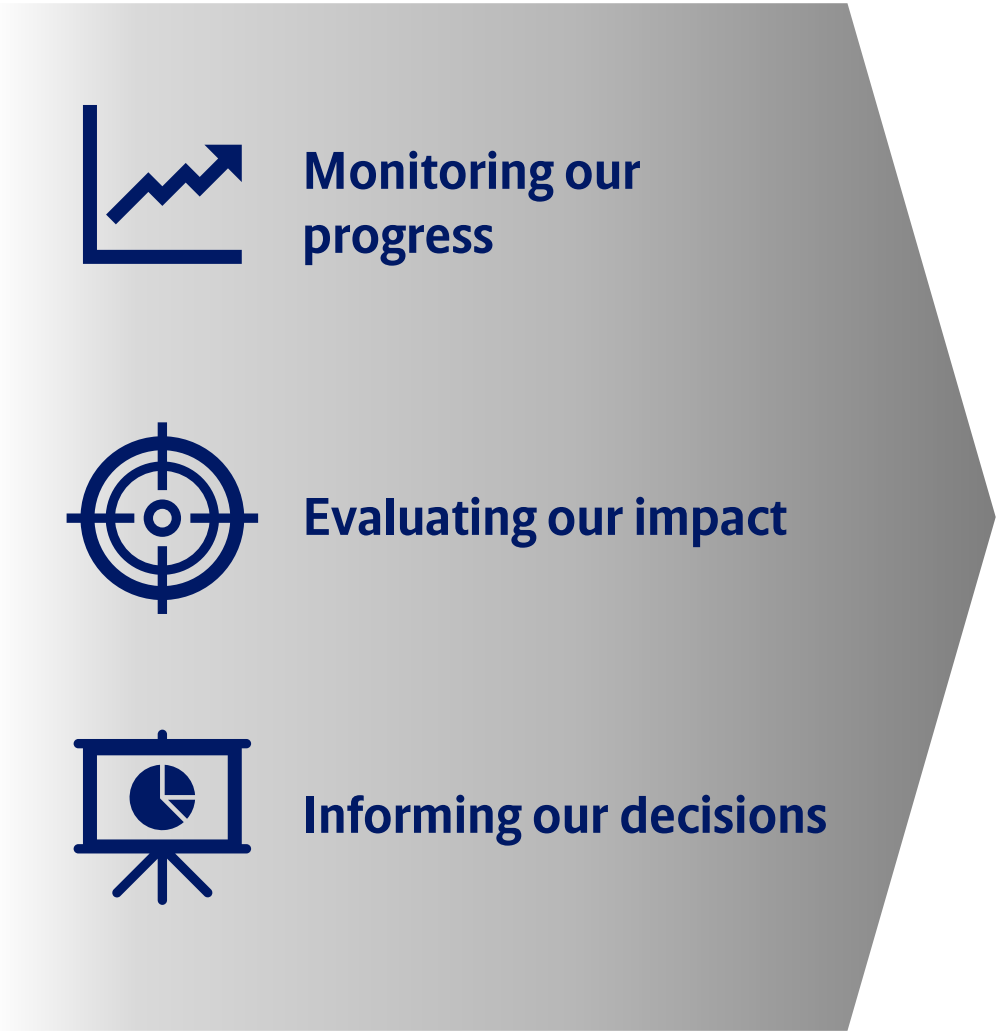 Monitoring our
progress
Evaluating our impact
Informing our decisions